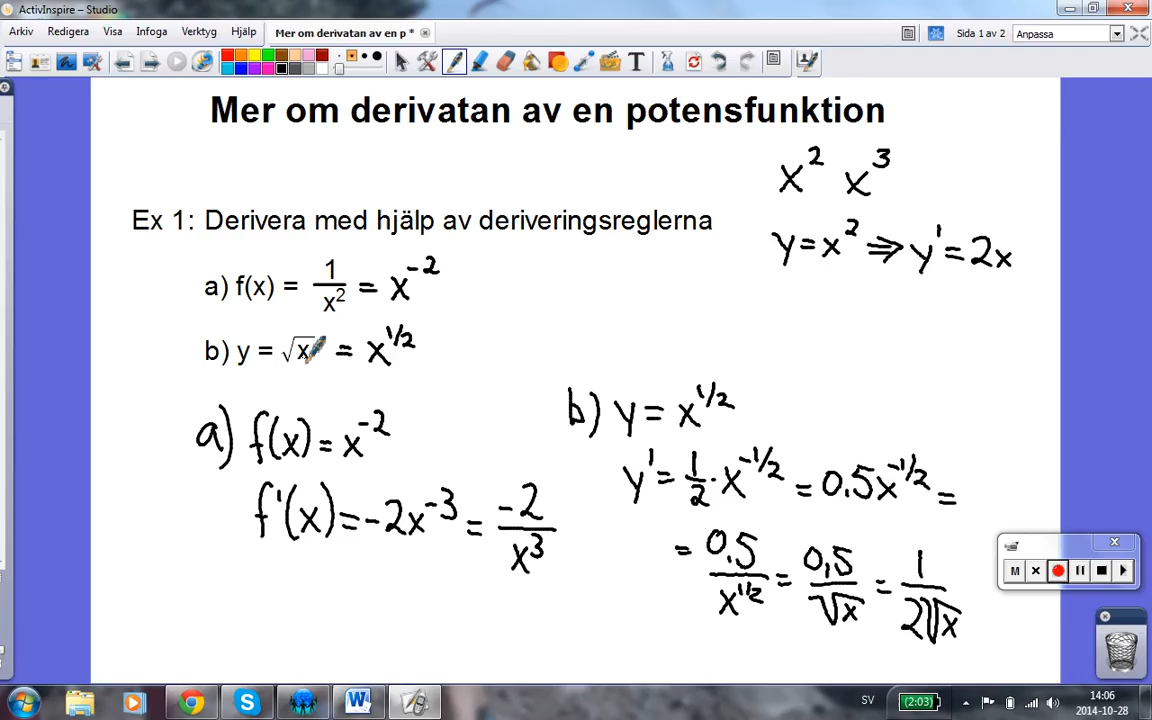 ActivInspire – Studio
Arkiv Redigera Visa Infoga Verktyg Hjälp Mer om derivatan av en p * Sida 1 av 2 Anpassa
Mer om derivatan av en potensfunktion
x² x³
Ex 1: Derivera med hjälp av deriveringsreglerna
y=x² ⇒ y' = 2x
a) f(x) = 1/x² = x⁻²
b) y = √x = x^1/2
a) f(x) = x⁻²
f'(x) = -2x⁻³ = -2/x³
b) y = x^1/2
y' = 1/2 · x^-1/2 = 0.5x^-1/2 =
= 0.5/x^1/2 = 0,5/√x = 1/2√x
M
SV (2:03) 14:06
2014-10-28